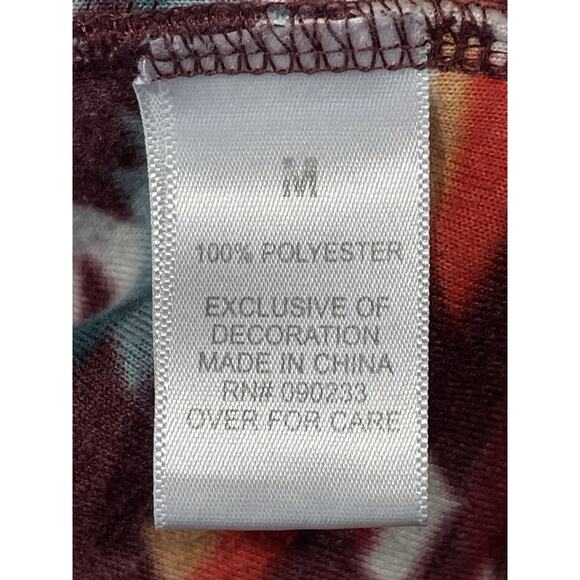 M
100% POLYESTER
EXCLUSIVE OF
DECORATION
MADE IN CHINA
RN# 090233
OVER FOR CARE